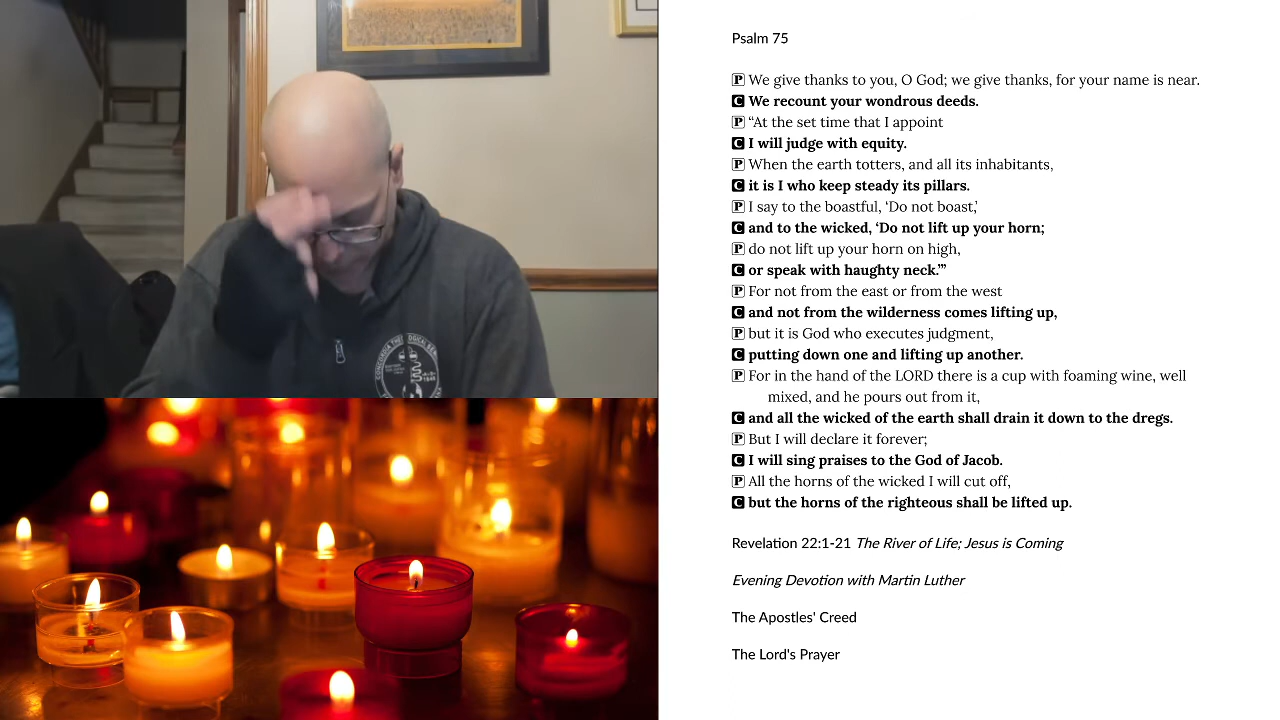 Psalm 75
P We give thanks to you, O God; we give thanks, for your name is near.
C We recount your wondrous deeds.
P “At the set time that I appoint
C I will judge with equity.
P When the earth totters, and all its inhabitants,
C it is I who keep steady its pillars.
P I say to the boastful, ‘Do not boast,’
C and to the wicked, ‘Do not lift up your horn;
P do not lift up your horn on high,
C or speak with haughty neck.’”
P For not from the east or from the west
C and not from the wilderness comes lifting up,
P but it is God who executes judgment,
C putting down one and lifting up another.
P For in the hand of the LORD there is a cup with foaming wine, well
mixed, and he pours out from it,
C and all the wicked of the earth shall drain it down to the dregs.
P But I will declare it forever;
C I will sing praises to the God of Jacob.
P All the horns of the wicked I will cut off,
C but the horns of the righteous shall be lifted up.
Revelation 22:1-21 The River of Life; Jesus is Coming
Evening Devotion with Martin Luther
The Apostles' Creed
The Lord's Prayer